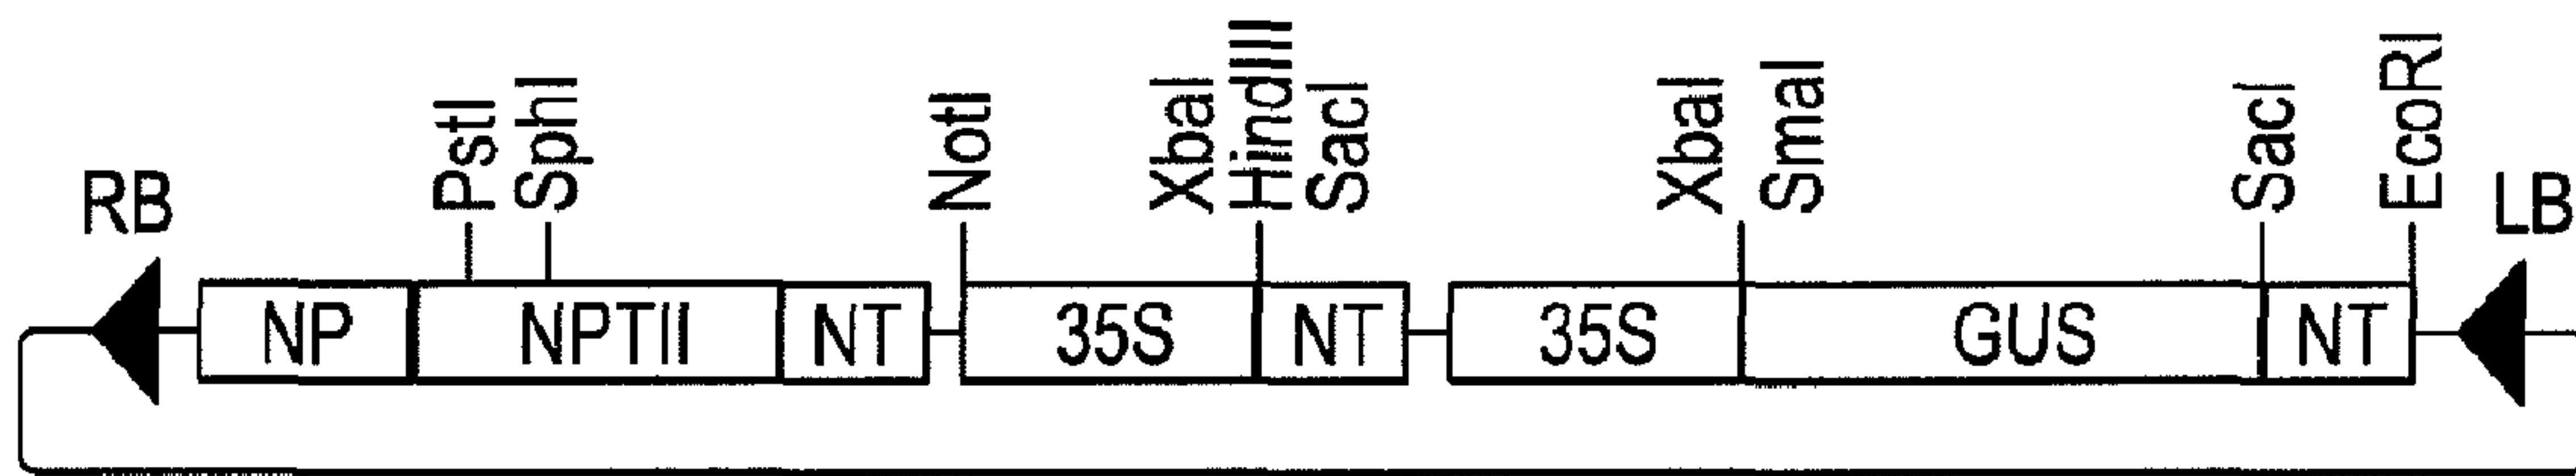 RB PstI SphI NotI XbaI HindIII SacI XbaI SmaI SacI EcoRI LB
NP NPTII NT 35S NT 35S GUS NT